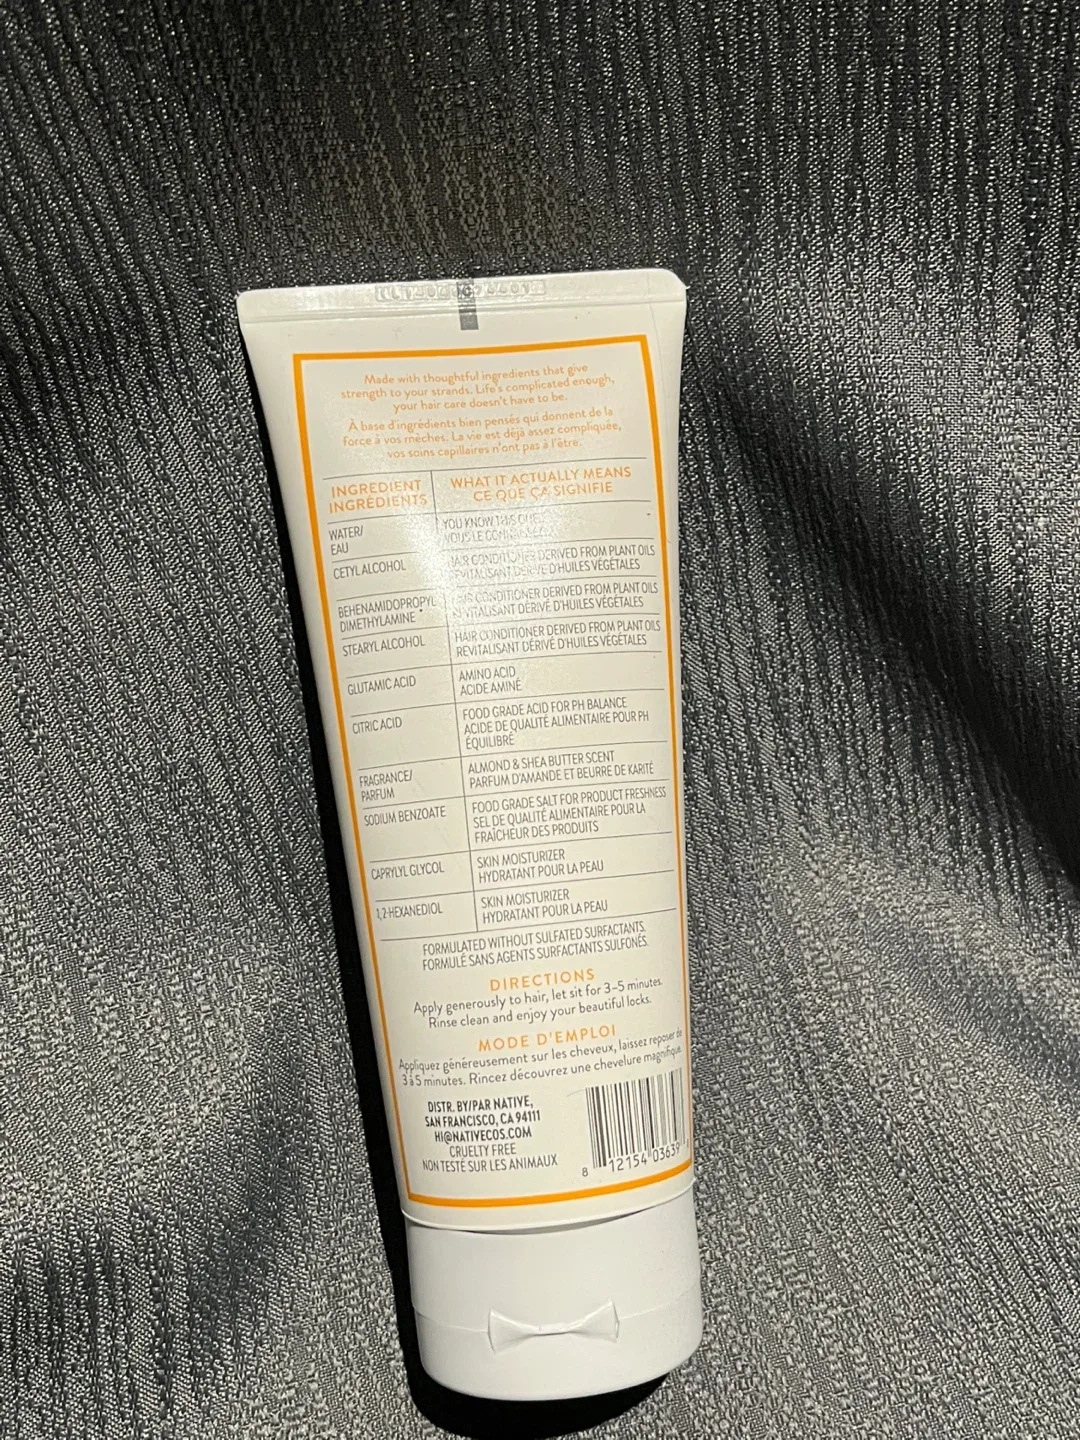 Made with thoughtful ingredients that give
strength to your strands. Life's complicated enough,
your hair care doesn't have to be.
À base d'ingrédients bien pensés qui donnent de la
force à vos mèches. La vie est déjà assez compliquée,
vos soins capillaires n'ont pas à l'être.
INGREDIENT
INGRÉDIENTS
WHAT IT ACTUALLY MEANS
CE QUE ÇA SIGNIFIE
WATER/
EAU
YOU KNOW THIS ONE
VOUS LE
CETYL ALCOHOL
HAIR CONDITIONER DERIVED FROM PLANT OILS
REVITALISANT DÉRIVÉ D'HUILES VÉGÉTALES
BEHENAMIDOPROPYL
DIMETHYLAMINE
HAIR CONDITIONER DERIVED FROM PLANT OILS
REVITALISANT DÉRIVÉ D'HUILES VÉGÉTALES
STEARYL ALCOHOL
HAIR CONDITIONER DERIVED FROM PLANT OILS
REVITALISANT DÉRIVÉ D'HUILES VÉGÉTALES
GLUTAMIC ACID
AMINO ACID
ACIDE AMINÉ
CITRIC ACID
FOOD GRADE ACID FOR PH BALANCE
ACIDE DE QUALITÉ ALIMENTAIRE POUR PH
ÉQUILIBRÉ
FRAGRANCE/
PARFUM
ALMOND & SHEA BUTTER SCENT
PARFUM D'AMANDE ET BEURRE DE KARITÉ
SODIUM BENZOATE
FOOD GRADE SALT FOR PRODUCT FRESHNESS
SEL DE QUALITÉ ALIMENTAIRE POUR LA
FRAÎCHEUR DES PRODUITS
CAPRYLYL GLYCOL
SKIN MOISTURIZER
HYDRATANT POUR LA PEAU
1,2-HEXANEDIOL
SKIN MOISTURIZER
HYDRATANT POUR LA PEAU
FORMULATED WITHOUT SULFATED SURFACTANTS.
FORMULÉ SANS AGENTS SURFACTANTS SULFONÉS.
DIRECTIONS
Apply generously to hair, let sit for 3-5 minutes.
Rinse clean and enjoy your beautiful locks.
MODE D'EMPLOI
Appliquez généreusement sur les cheveux, laissez reposer de
3 à 5 minutes. Rincez découvrez une chevelure magnifique.
DISTR. BY/PAR NATIVE,
SAN FRANCISCO, CA 94111
HI@NATIVECOS.COM
CRUELTY FREE
NON TESTÉ SUR LES ANIMAUX
8 12154 03639